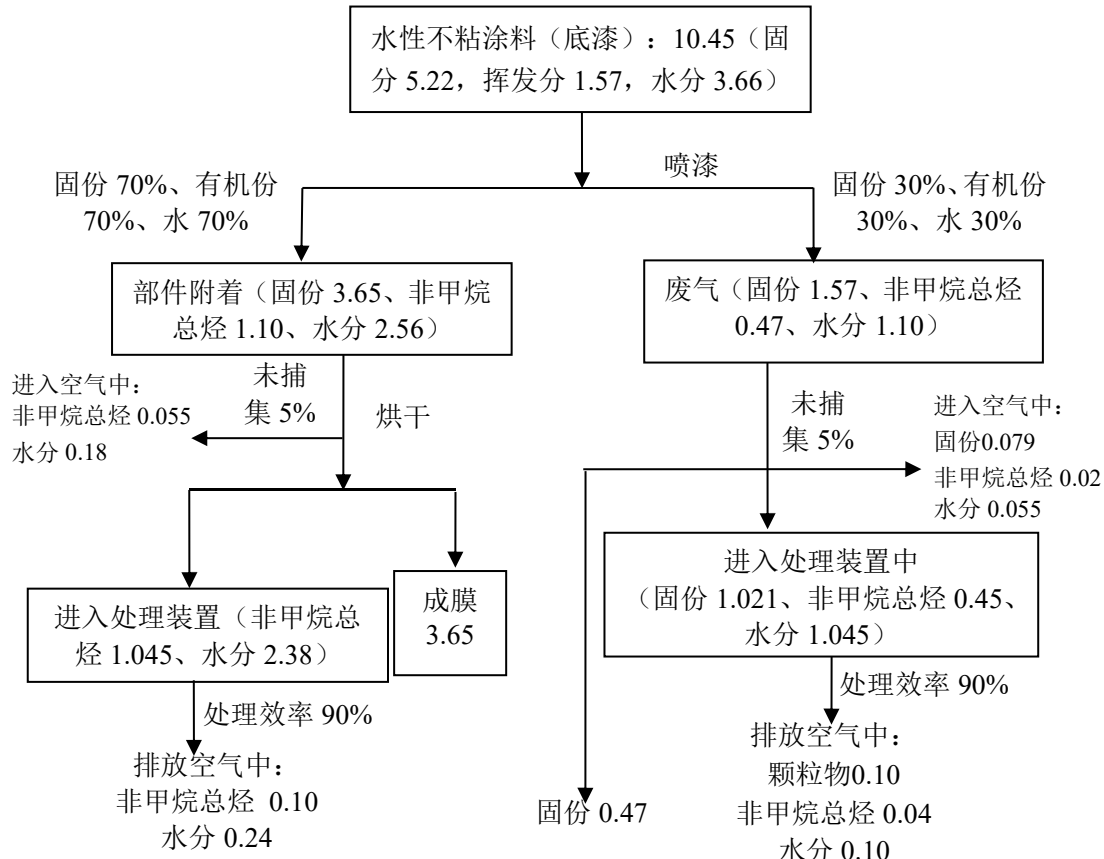 水性不粘涂料（底漆）：10.45（固
分 5.22，挥发分 1.57，水分 3.66）
喷漆
固份 70%、有机份
70%、水 70%
固份 30%、有机份
30%、水 30%
部件附着（固份 3.65、非甲烷
总烃 1.10、水分 2.56）
废气（固份 1.57、非甲烷总烃
0.47、水分 1.10）
进入空气中：
非甲烷总烃 0.055
水分 0.18
未捕
集 5%
烘干
未捕
集 5%
进入空气中：
固份0.079
非甲烷总烃 0.02
水分 0.055
进入处理装置（非甲烷总
烃 1.045、水分 2.38）
成膜
3.65
进入处理装置中
（固份 1.021、非甲烷总烃 0.45、
水分 1.045）
处理效率 90%
处理效率 90%
排放空气中：
非甲烷总烃 0.10
水分 0.24
固份 0.47
排放空气中：
颗粒物0.10
非甲烷总烃 0.04
水分 0.10